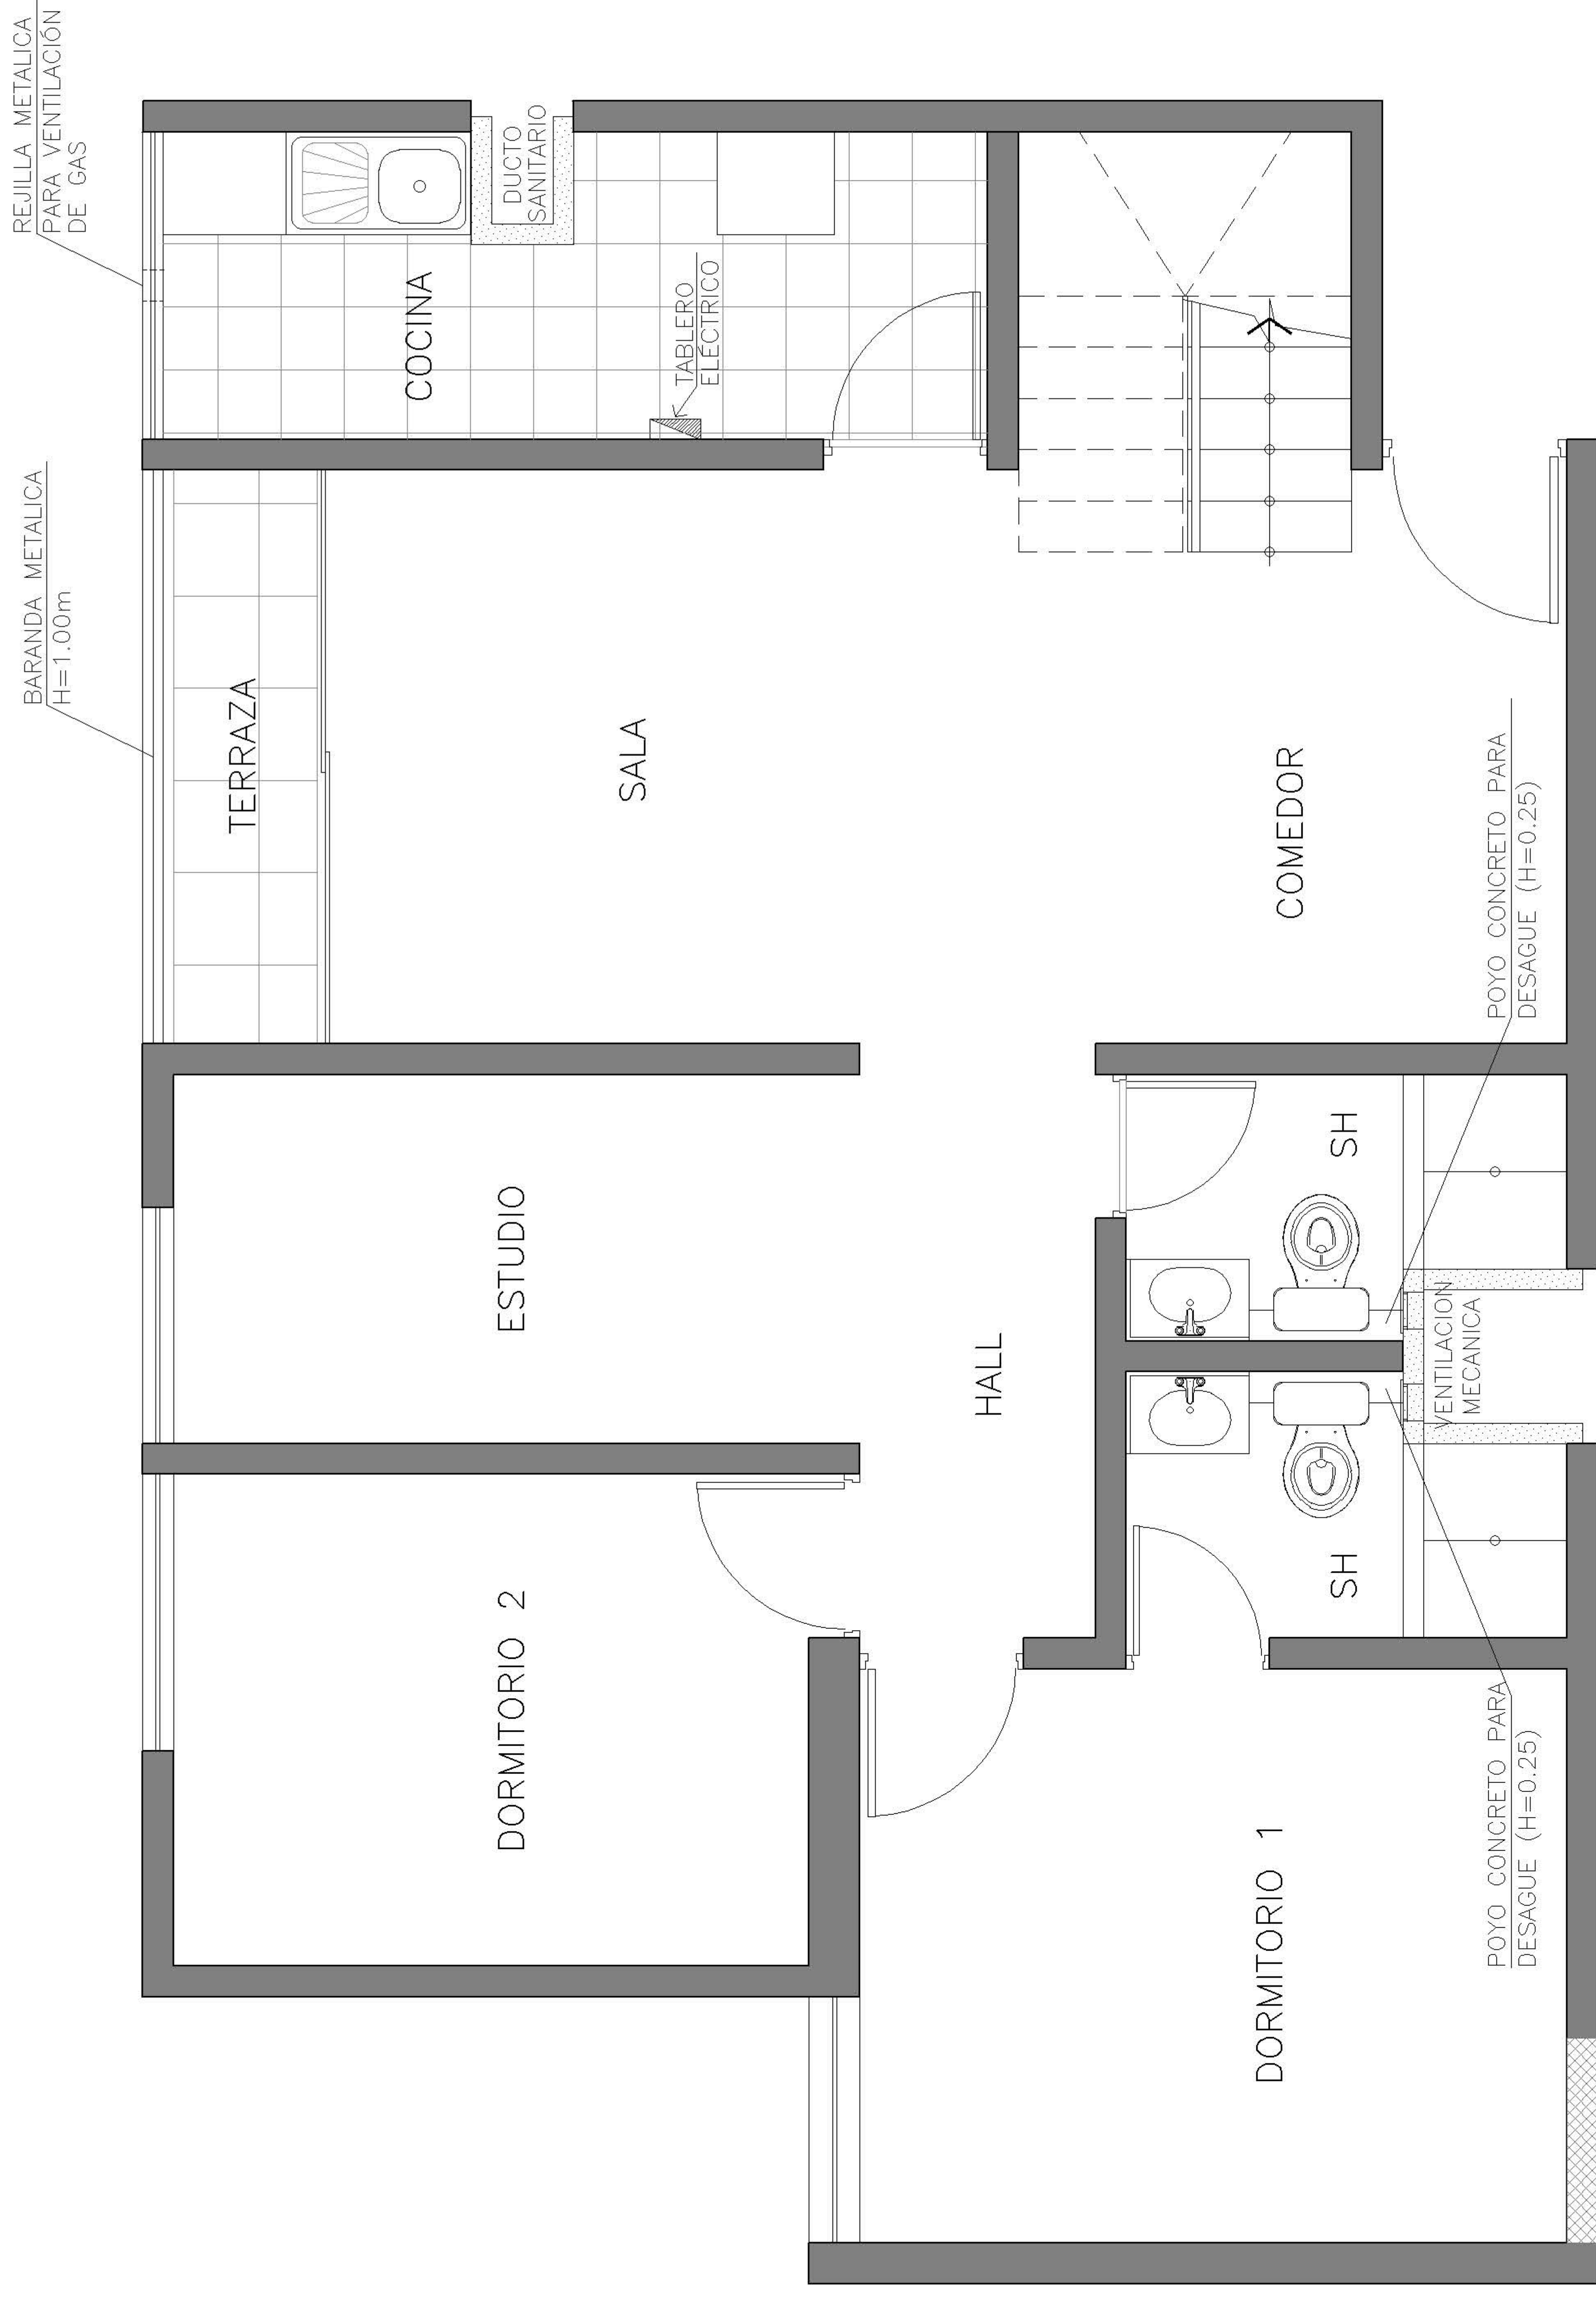 REJILLA METALICA
PARA VENTILACIÓN
DE GAS
BARANDA METALICA
H=1.00m
DUCTO
SANITARIO
COCINA
TABLERO
ELÉCTRICO
TERRAZA
SALA
COMEDOR
POYO CONCRETO PARA
DESAGUE (H=0.25)
ESTUDIO
HALL
SH
VENTILACION
MECANICA
SH
DORMITORIO 2
DORMITORIO 1
POYO CONCRETO PARA
DESAGUE (H=0.25)